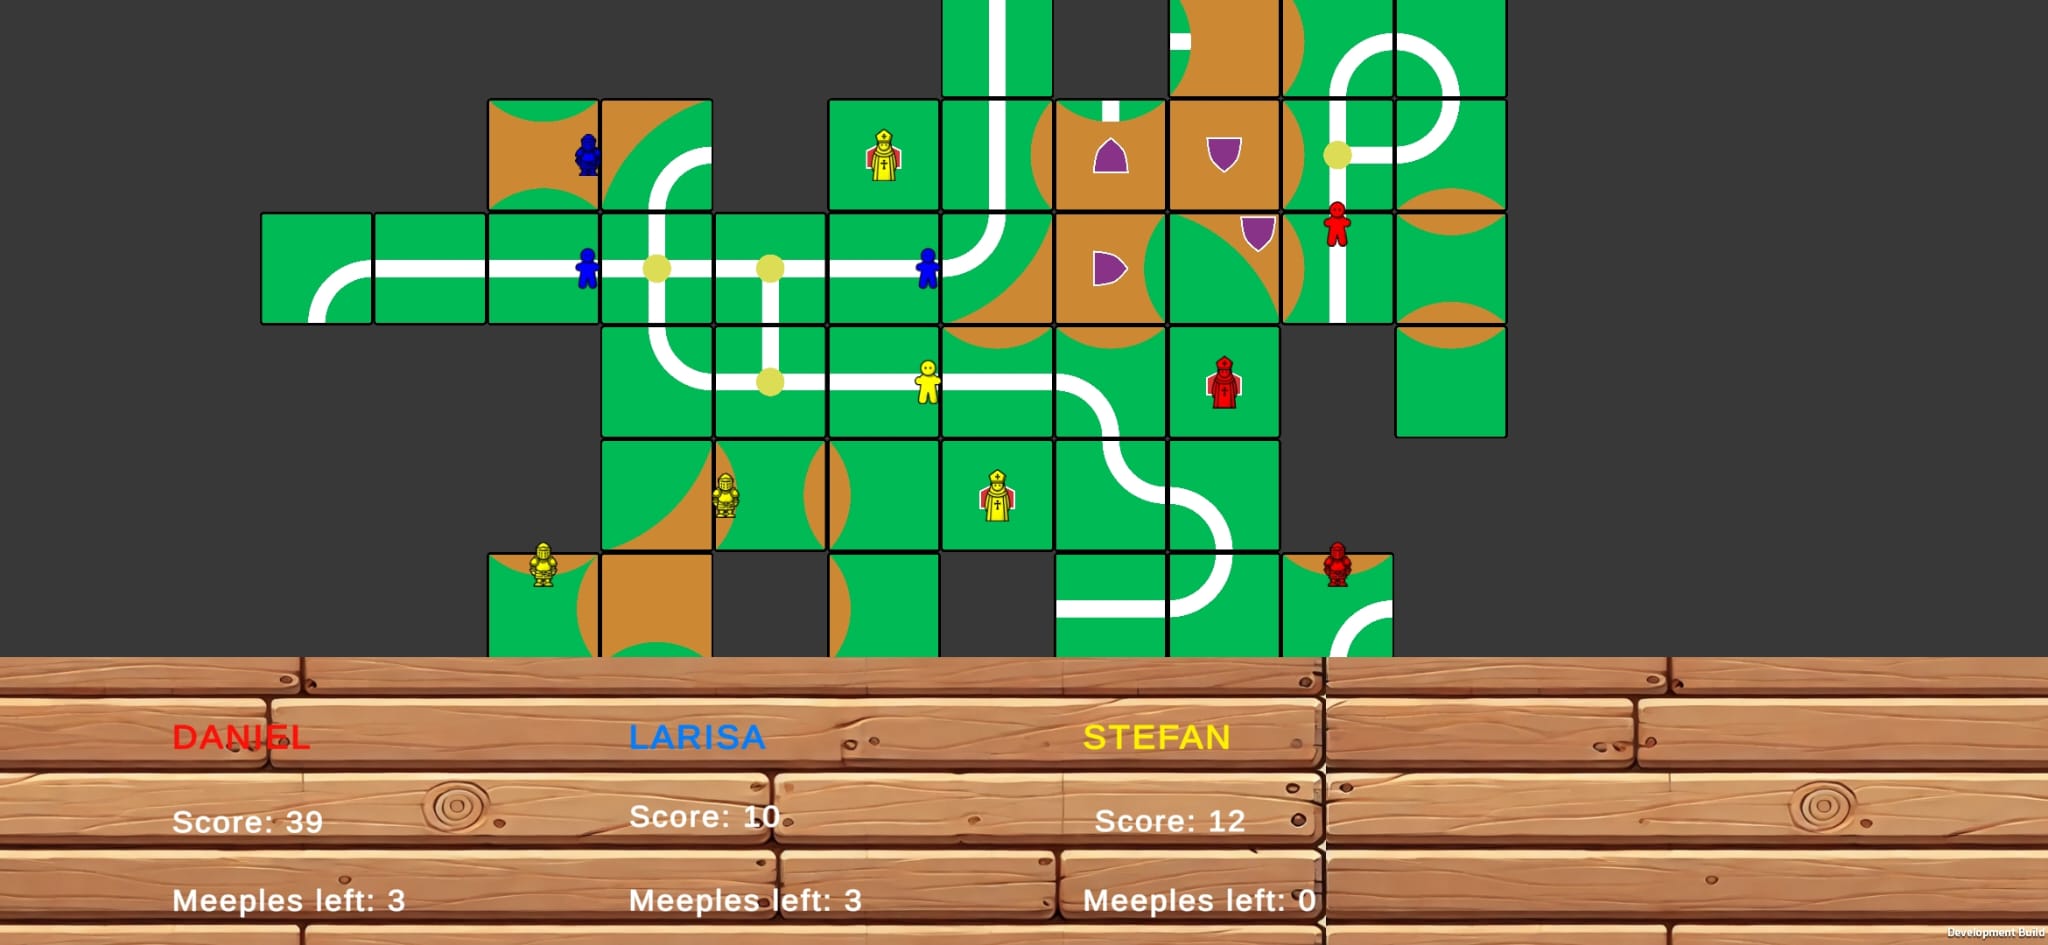 DANIEL
LARISA
STEFAN
Score: 39
Score: 10
Score: 12
Meeples left: 3
Meeples left: 3
Meeples left: 0
Development Build